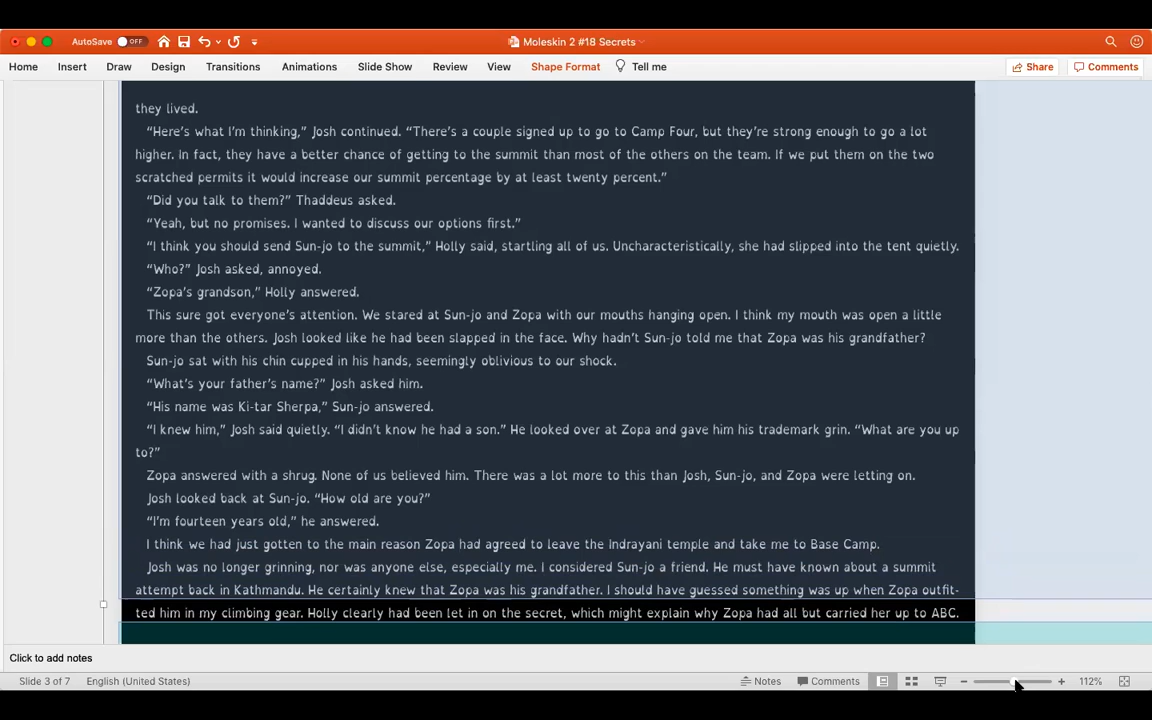 AutoSave OFF
Moleskin 2 #18 Secrets
Home Insert Draw Design Transitions Animations Slide Show Review View Shape Format Tell me Share Comments
they lived.
“Here’s what I’m thinking,” Josh continued. “There’s a couple signed up to go to Camp Four, but they’re strong enough to go a lot
higher. In fact, they have a better chance of getting to the summit than most of the others on the team. If we put them on the two
scratched permits it would increase our summit percentage by at least twenty percent.”
“Did you talk to them?” Thaddeus asked.
“Yeah, but no promises. I wanted to discuss our options first.”
“I think you should send Sun-jo to the summit,” Holly said, startling all of us. Uncharacteristically, she had slipped into the tent quietly.
“Who?” Josh asked, annoyed.
“Zopa’s grandson,” Holly answered.
This sure got everyone’s attention. We stared at Sun-jo and Zopa with our mouths hanging open. I think my mouth was open a little
more than the others. Josh looked like he had been slapped in the face. Why hadn’t Sun-jo told me that Zopa was his grandfather?
Sun-jo sat with his chin cupped in his hands, seemingly oblivious to our shock.
“What’s your father’s name?” Josh asked him.
“His name was Ki-tar Sherpa,” Sun-jo answered.
“I knew him,” Josh said quietly. “I didn’t know he had a son.” He looked over at Zopa and gave him his trademark grin. “What are you up
to?”
Zopa answered with a shrug. None of us believed him. There was a lot more to this than Josh, Sun-jo, and Zopa were letting on.
Josh looked back at Sun-jo. “How old are you?”
“I’m fourteen years old,” he answered.
I think we had just gotten to the main reason Zopa had agreed to leave the Indrayani temple and take me to Base Camp.
Josh was no longer grinning, nor was anyone else, especially me. I considered Sun-jo a friend. He must have known about a summit
attempt back in Kathmandu. He certainly knew that Zopa was his grandfather. I should have guessed something was up when Zopa outfit-
ted him in my climbing gear. Holly clearly had been let in on the secret, which might explain why Zopa had all but carried her up to ABC.
Click to add notes
Slide 3 of 7 English (United States) Notes Comments 112%